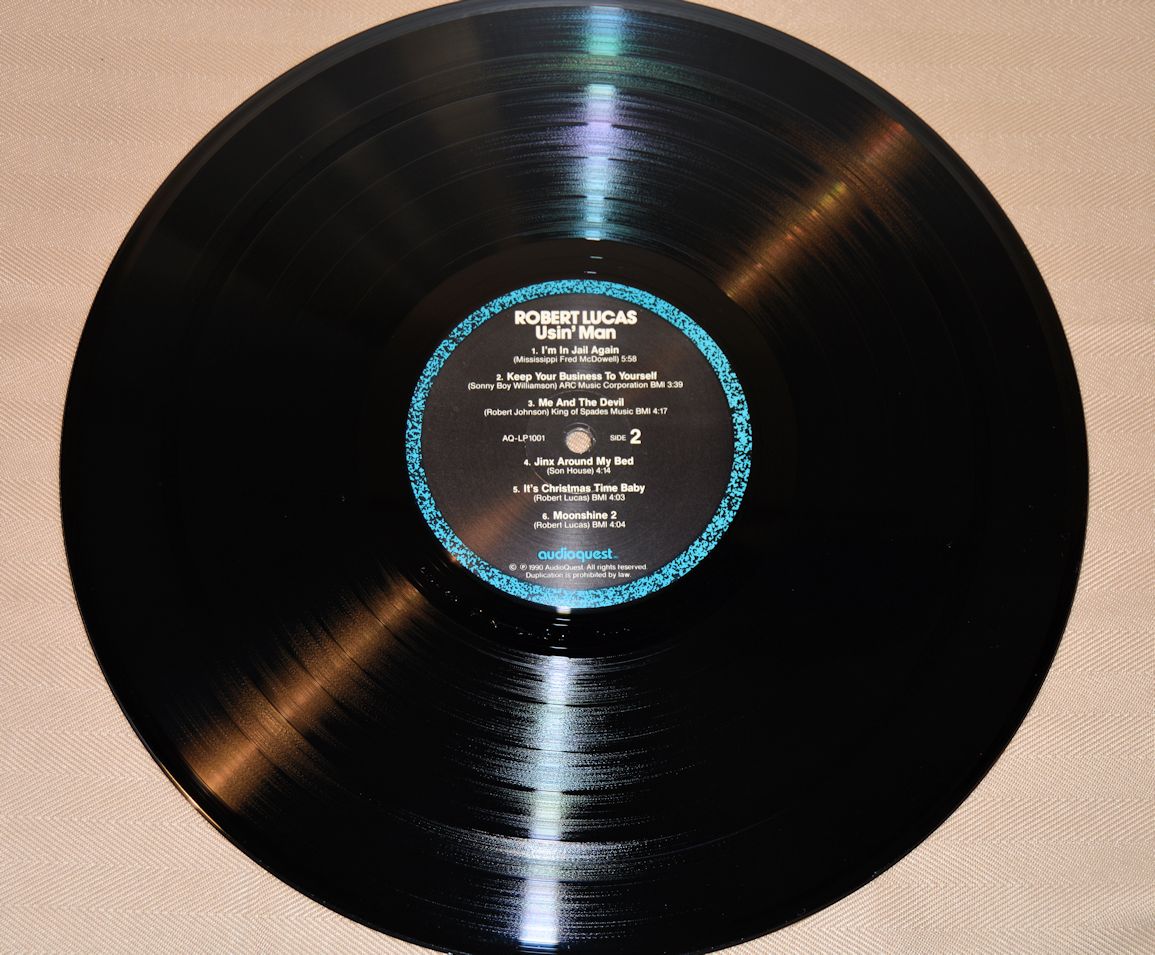 ROBERT LUCAS
Usin' Man
1. I'm In Jail Again
(Mississippi Fred McDowell) 5:58
2. Keep Your Business To Yourself
(Sonny Boy Williamson) ARC Music Corporation BMI 3:39
3. Me And The Devil
(Robert Johnson) King of Spades Music BMI 4:17
AQ-LP1001 SIDE 2
4. Jinx Around My Bed
(Son House) 4:14
5. It's Christmas Time Baby
(Robert Lucas) BMI 4:03
6. Moonshine 2
(Robert Lucas) BMI 4:04
audioquest™
© ℗ 1990 AudioQuest. All rights reserved.
Duplication is prohibited by law.